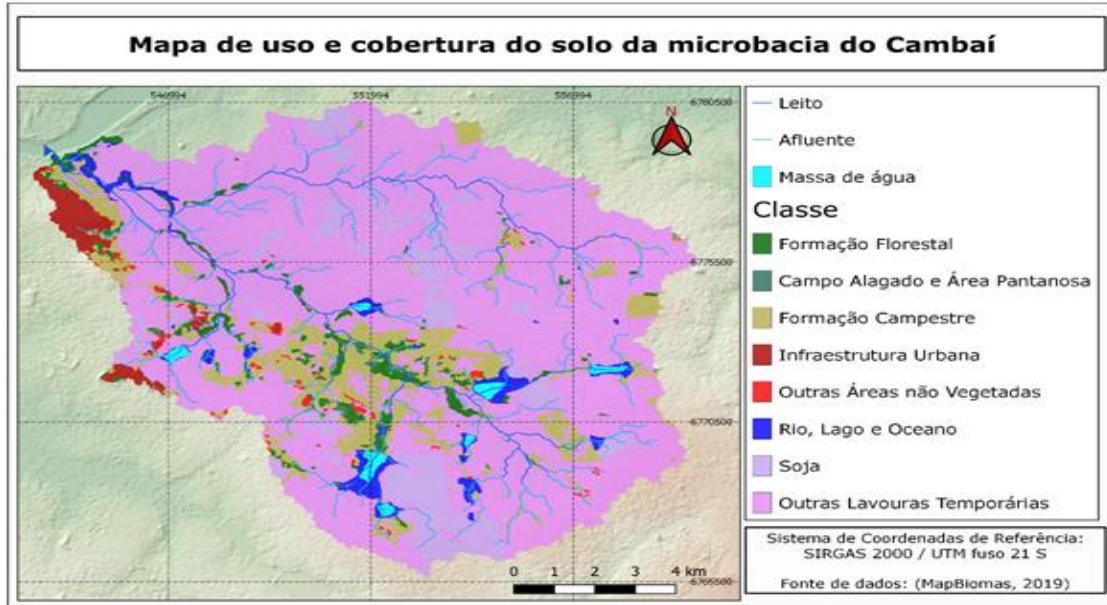 Mapa de uso e cobertura do solo da microbacia do Cambaí
546994
551994
556994
6780500
N
6775500
6770500
6765500
0 1 2 3 4 km
Leito
Afluente
Massa de água
Classe
Formação Florestal
Campo Alagado e Área Pantanosa
Formação Campestre
Infraestrutura Urbana
Outras Áreas não Vegetadas
Rio, Lago e Oceano
Soja
Outras Lavouras Temporárias
Sistema de Coordenadas de Referência:
SIRGAS 2000 / UTM fuso 21 S
Fonte de dados: (MapBiomas, 2019)